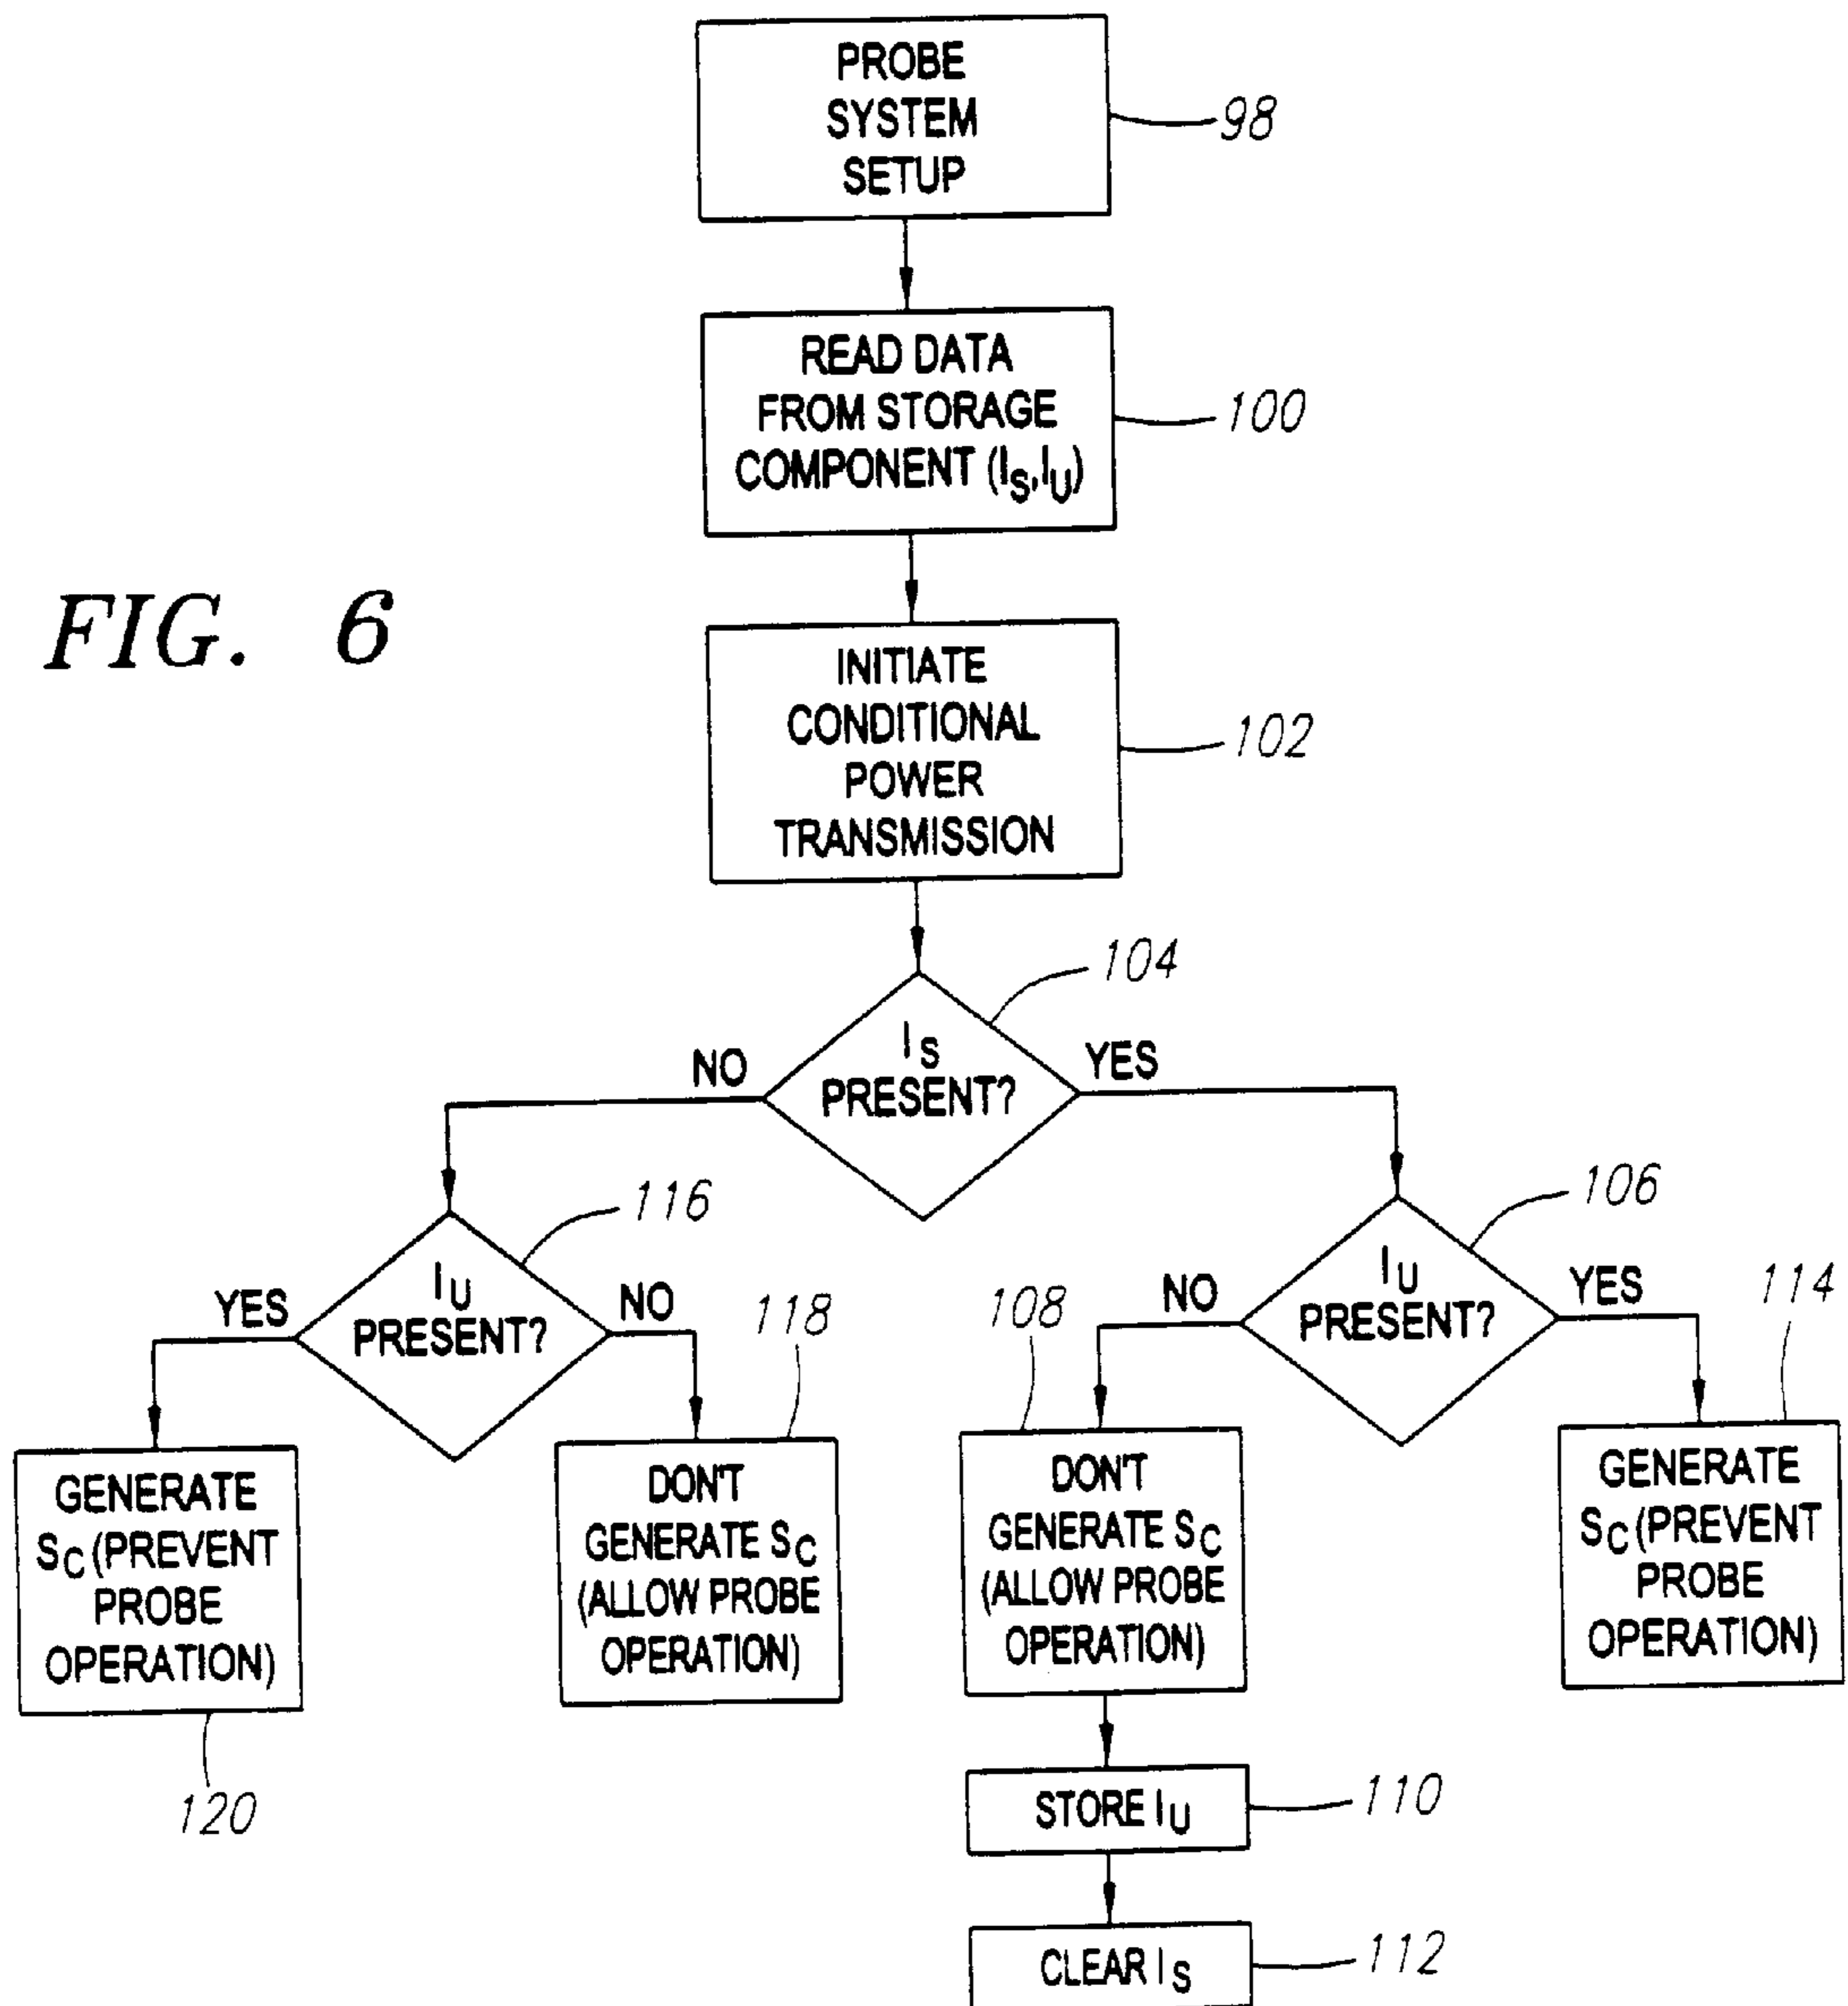 PROBE
SYSTEM
SETUP
98
READ DATA
FROM STORAGE
COMPONENT (IS,IU)
100
FIG. 6
INITIATE
CONDITIONAL
POWER
TRANSMISSION
102
104
IS
PRESENT?
NO
YES
116
IU
PRESENT?
YES
NO
118
106
IU
PRESENT?
NO
YES
108
114
GENERATE
SC (PREVENT
PROBE
OPERATION)
120
DON'T
GENERATE SC
(ALLOW PROBE
OPERATION)
DON'T
GENERATE SC
(ALLOW PROBE
OPERATION)
GENERATE
SC (PREVENT
PROBE
OPERATION)
STORE IU
110
CLEAR IS
112